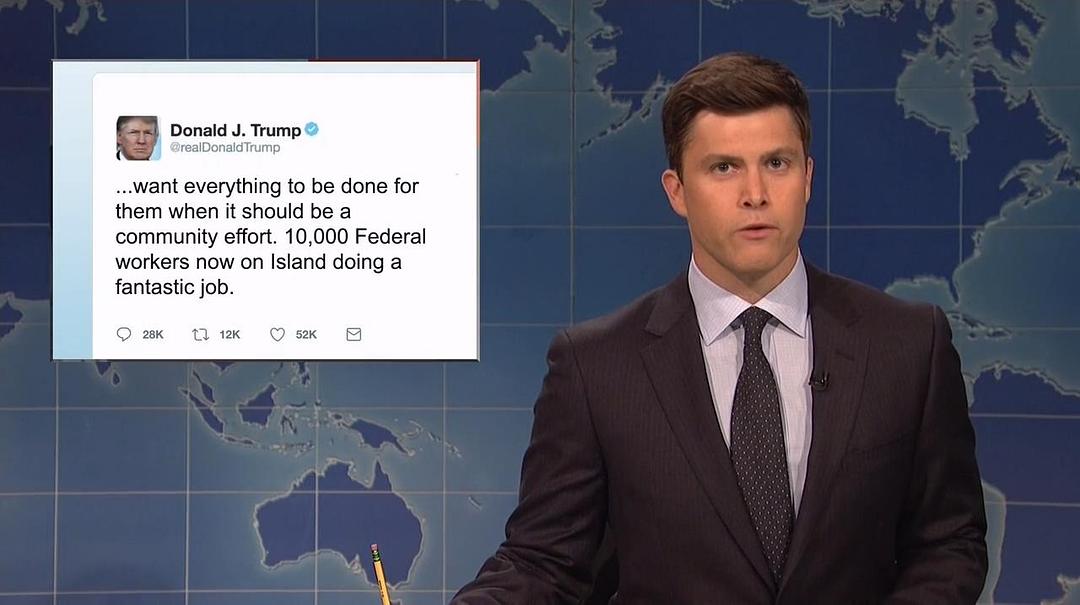 Donald J. Trump
@realDonaldTrump
...want everything to be done for
them when it should be a
community effort. 10,000 Federal
workers now on Island doing a
fantastic job.
28K 12K 52K